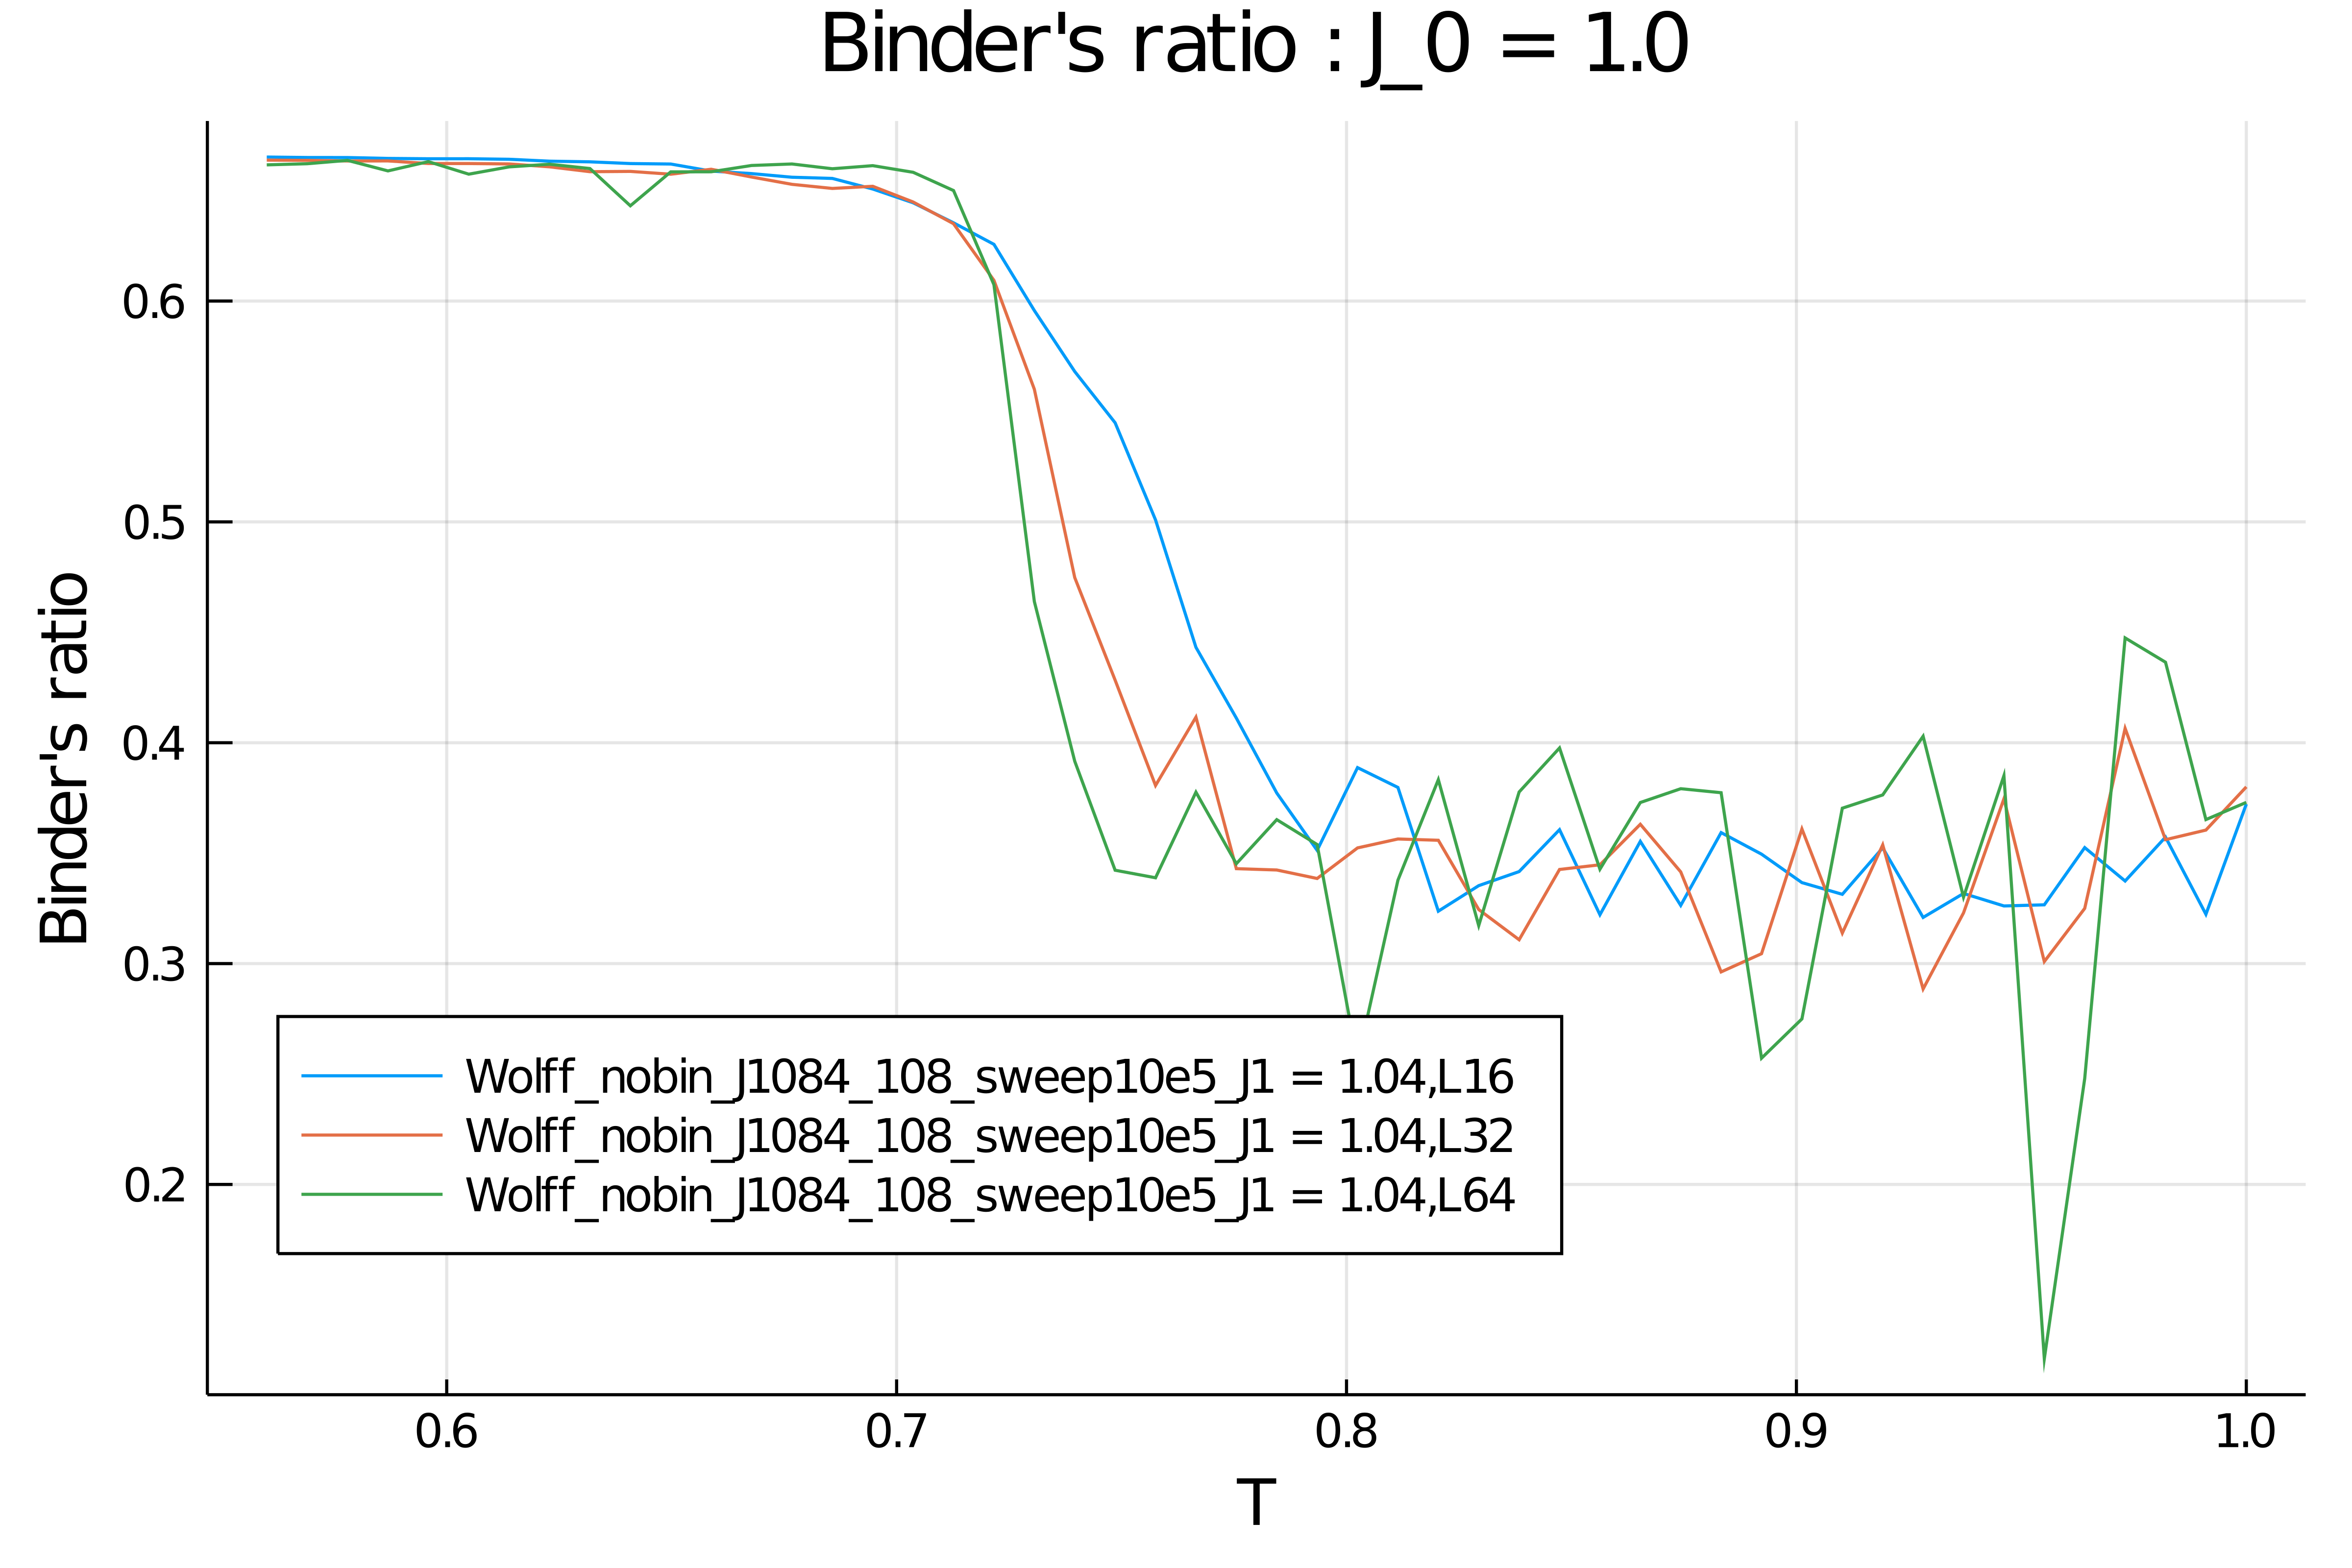 Binder's ratio : J_0 = 1.0
Binder's ratio
0.6
0.5
0.4
0.3
0.2
Wolff_nobin_J1084_108_sweep10e5_J1 = 1.04,L16
Wolff_nobin_J1084_108_sweep10e5_J1 = 1.04,L32
Wolff_nobin_J1084_108_sweep10e5_J1 = 1.04,L64
0.6 0.7 0.8 0.9 1.0
T